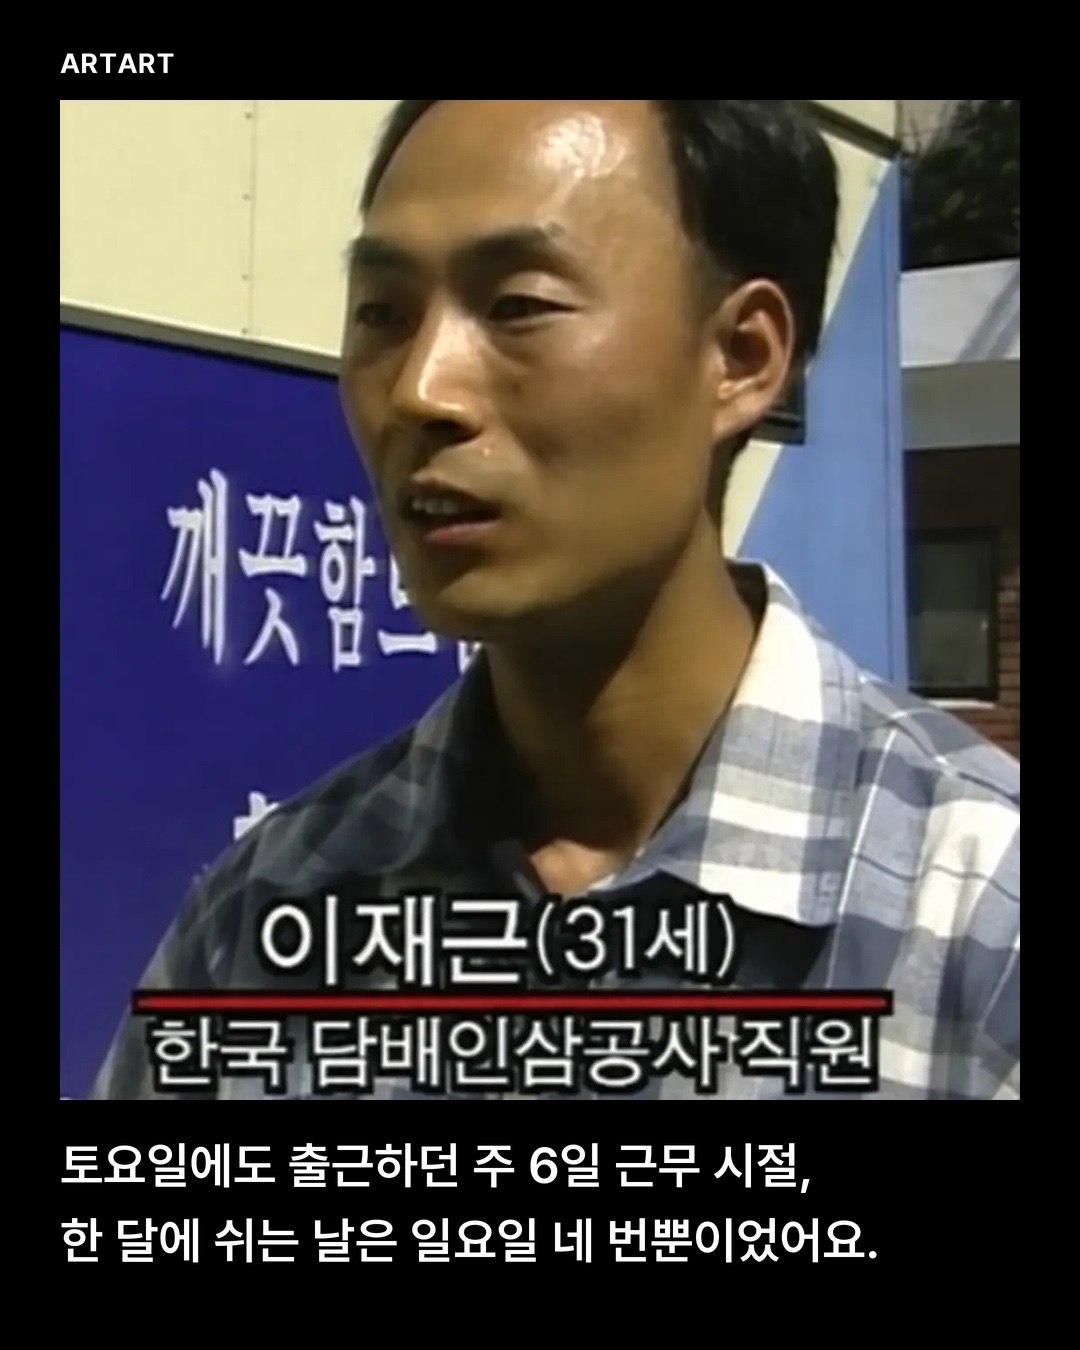 ARTART
깨끗함
이재근(31세)
한국 담배인삼공사 직원
토요일에도 출근하던 주 6일 근무 시절,
한 달에 쉬는 날은 일요일 네 번뿐이었어요.